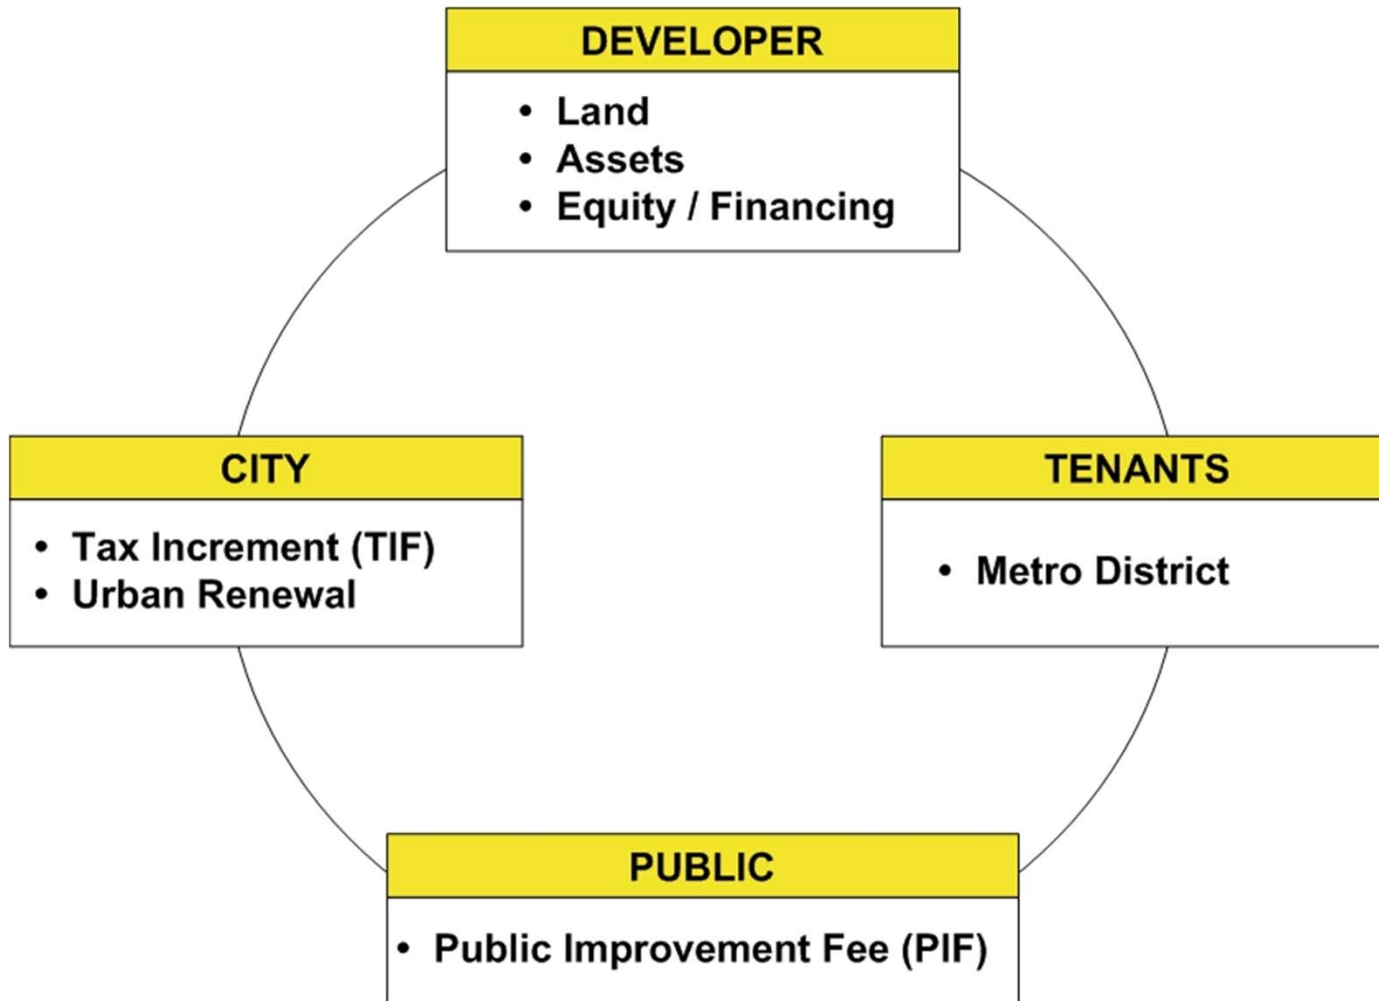 DEVELOPER
• Land
• Assets
• Equity / Financing
CITY
• Tax Increment (TIF)
• Urban Renewal
TENANTS
• Metro District
PUBLIC
• Public Improvement Fee (PIF)